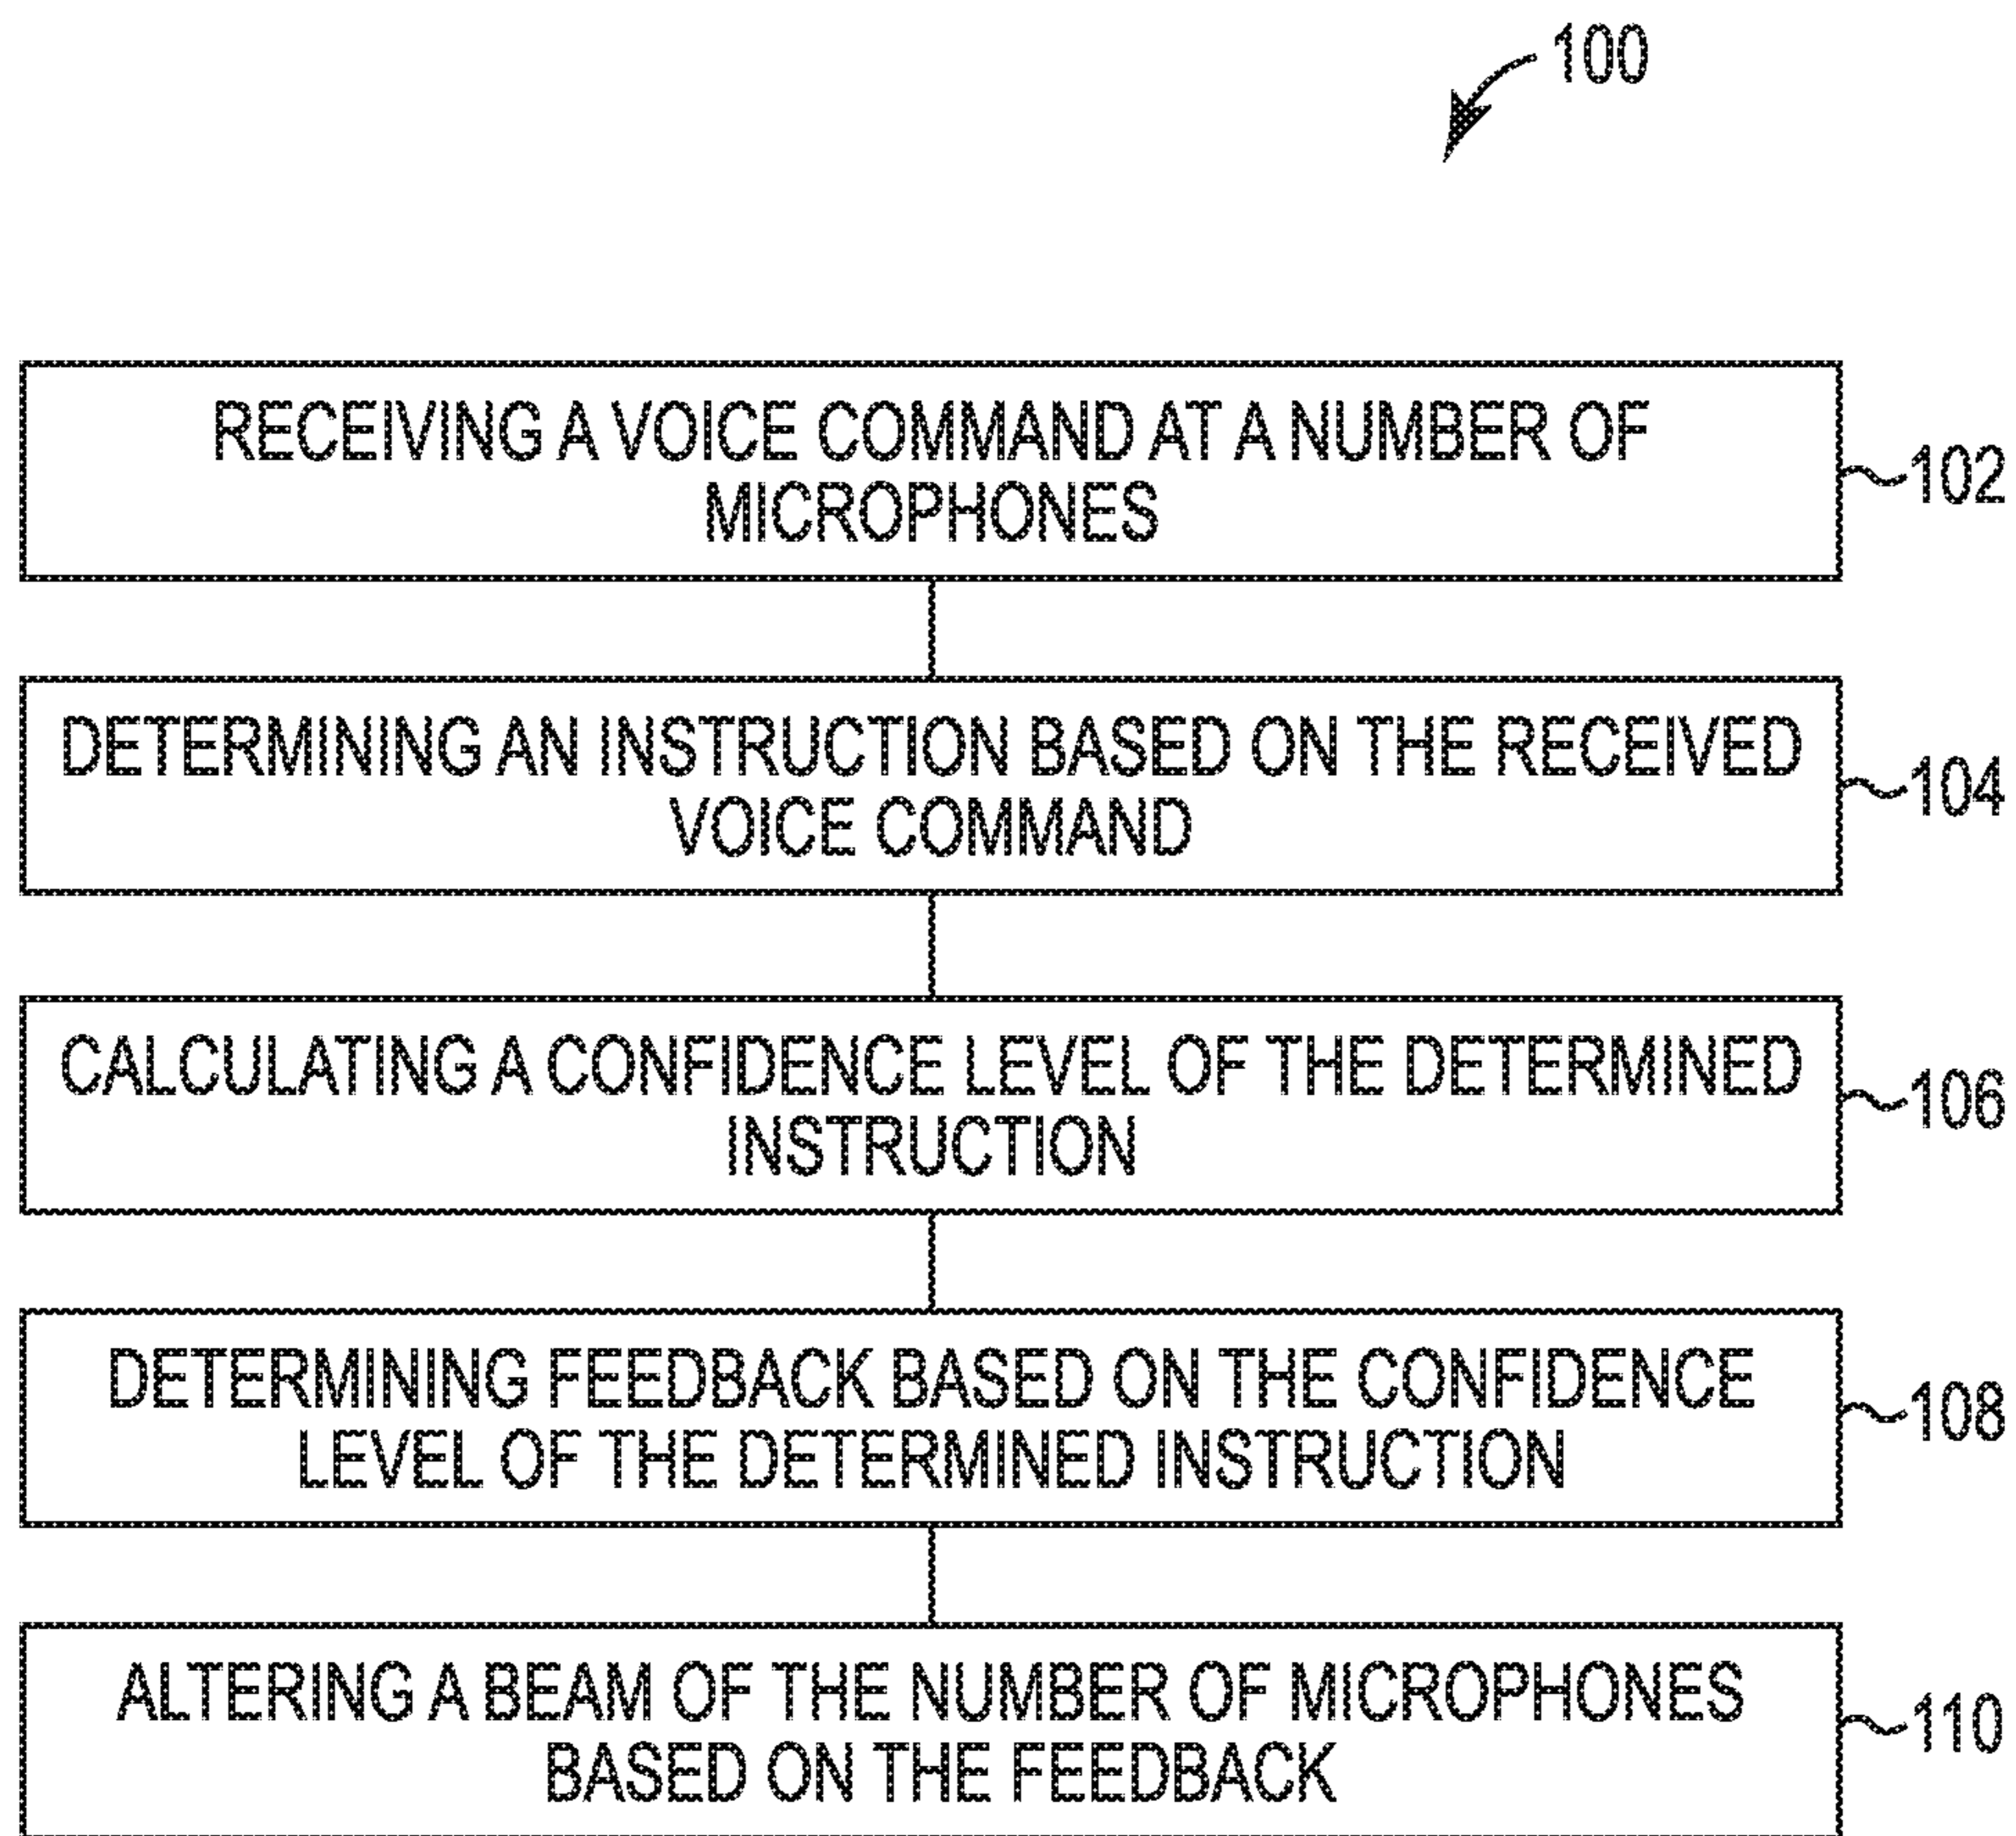 100
RECEIVING A VOICE COMMAND AT A NUMBER OF
MICROPHONES
102
DETERMINING AN INSTRUCTION BASED ON THE RECEIVED
VOICE COMMAND
104
CALCULATING A CONFIDENCE LEVEL OF THE DETERMINED
INSTRUCTION
106
DETERMINING FEEDBACK BASED ON THE CONFIDENCE
LEVEL OF THE DETERMINED INSTRUCTION
108
ALTERING A BEAM OF THE NUMBER OF MICROPHONES
BASED ON THE FEEDBACK
110